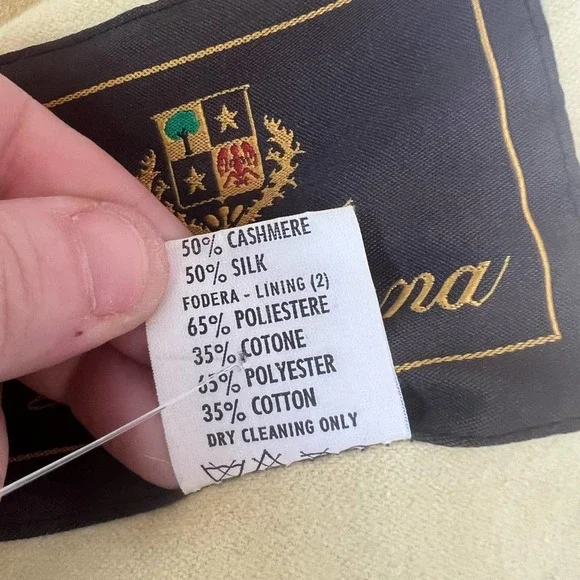 50% CASHMERE
50% SILK
FODERA - LINING (2)
65% POLIESTERE
35% COTONE
65% POLYESTER
35% COTTON
DRY CLEANING ONLY